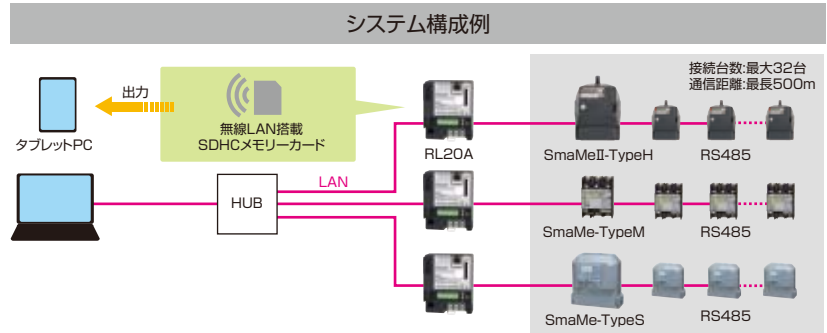 システム構成例
出力
タブレットPC
無線LAN搭載
SDHCメモリーカード
RL20A
接続台数:最大32台
通信距離:最長500m
SmaMeⅡ-TypeH
RS485
LAN
HUB
SmaMe-TypeM
RS485
SmaMe-TypeS
RS485